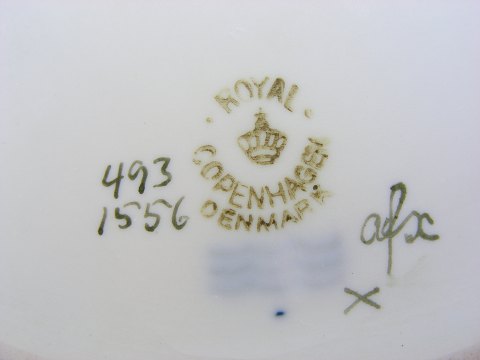 · ROYAL ·
COPENHAGEN
DENMARK
493
1556
afx
x